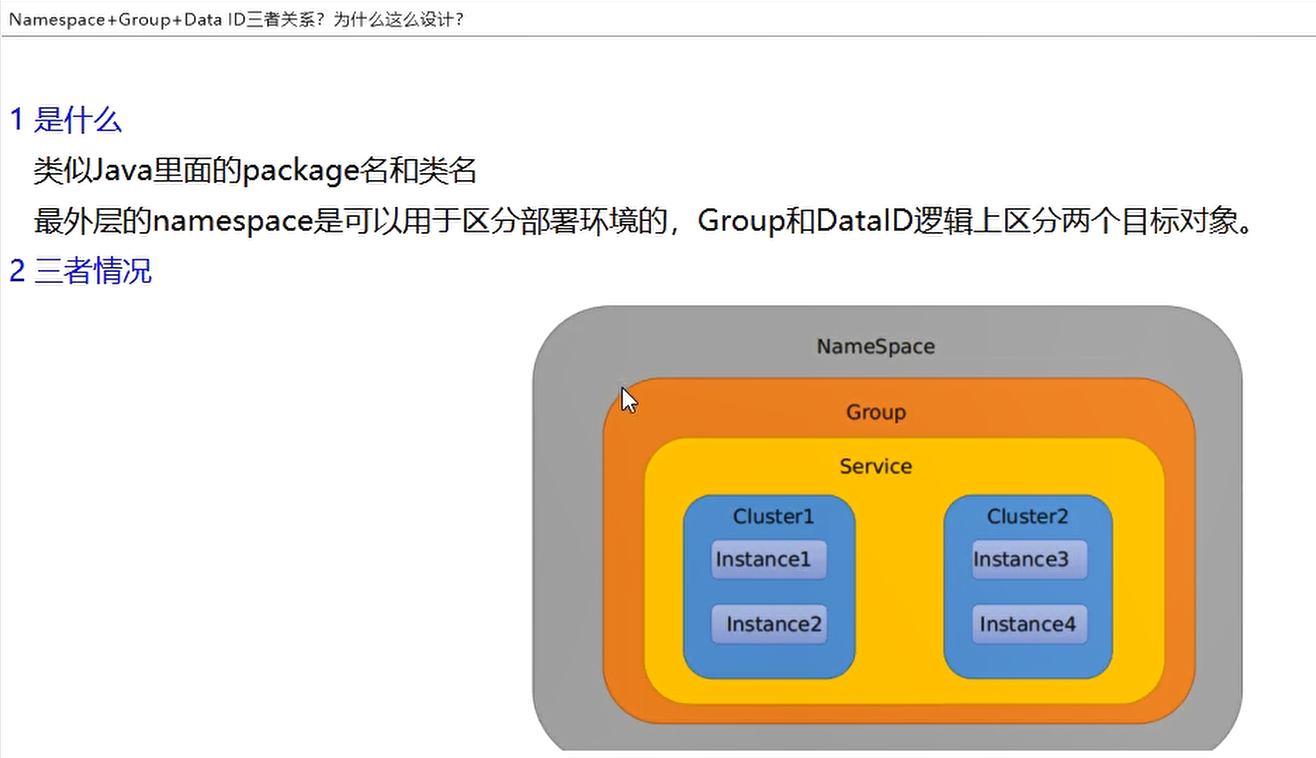 Namespace+Group+Data ID三者关系？为什么这么设计？
1 是什么
类似Java里面的package名和类名
最外层的namespace是可以用于区分部署环境的，Group和DataID逻辑上区分两个目标对象。
2 三者情况
NameSpace
Group
Service
Cluster1
Cluster2
Instance1
Instance3
Instance2
Instance4